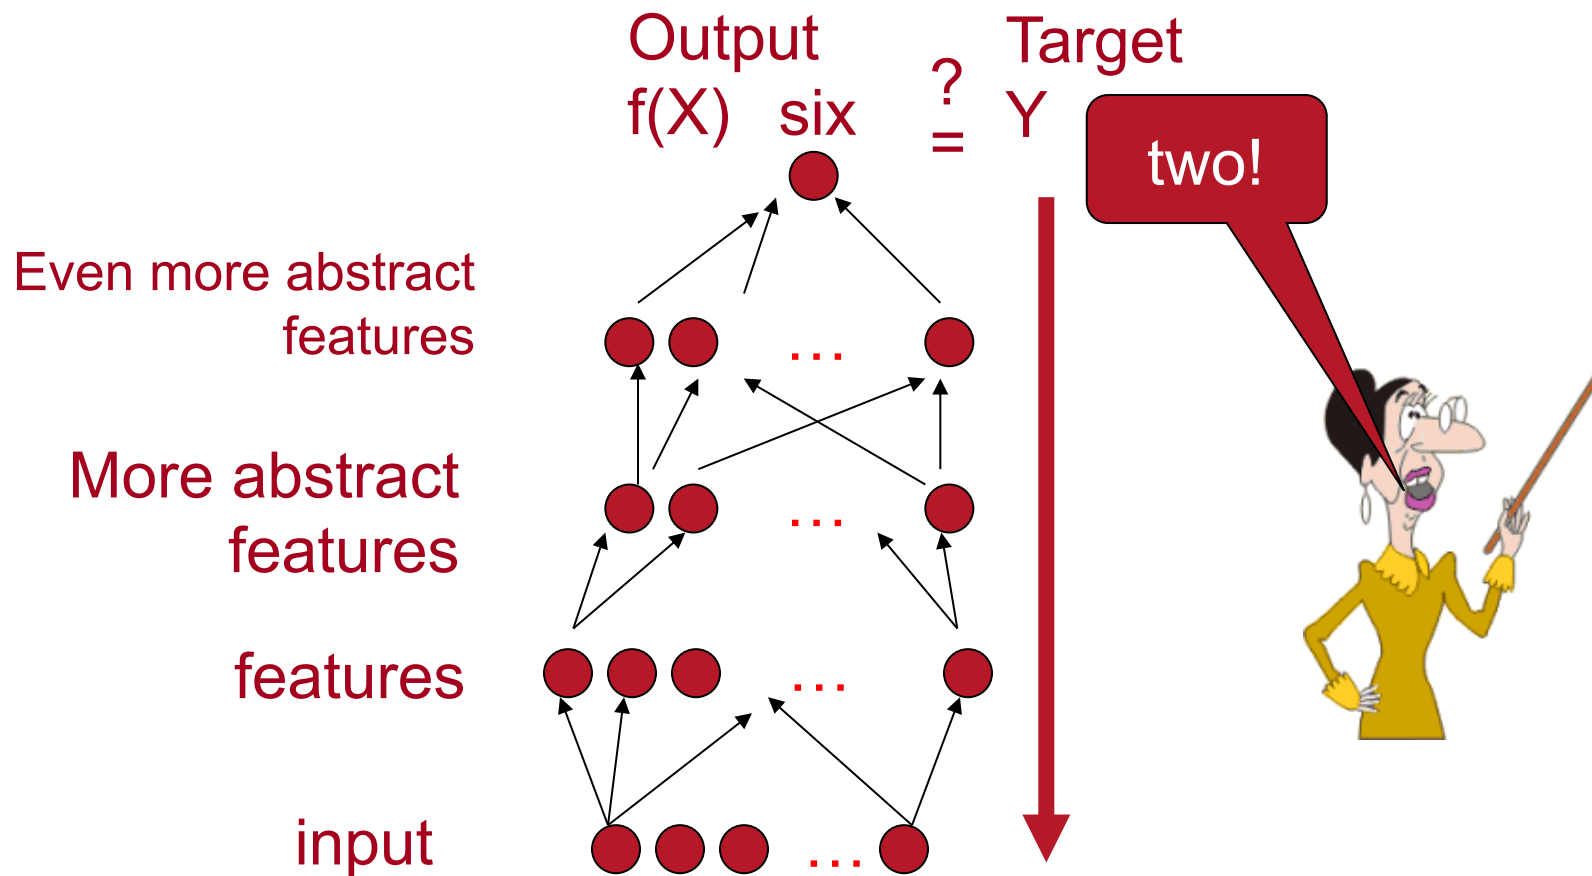 Output
f(X) six
?
=
Target
Y
two!
Even more abstract
features
...
More abstract
features
...
features
...
input
...